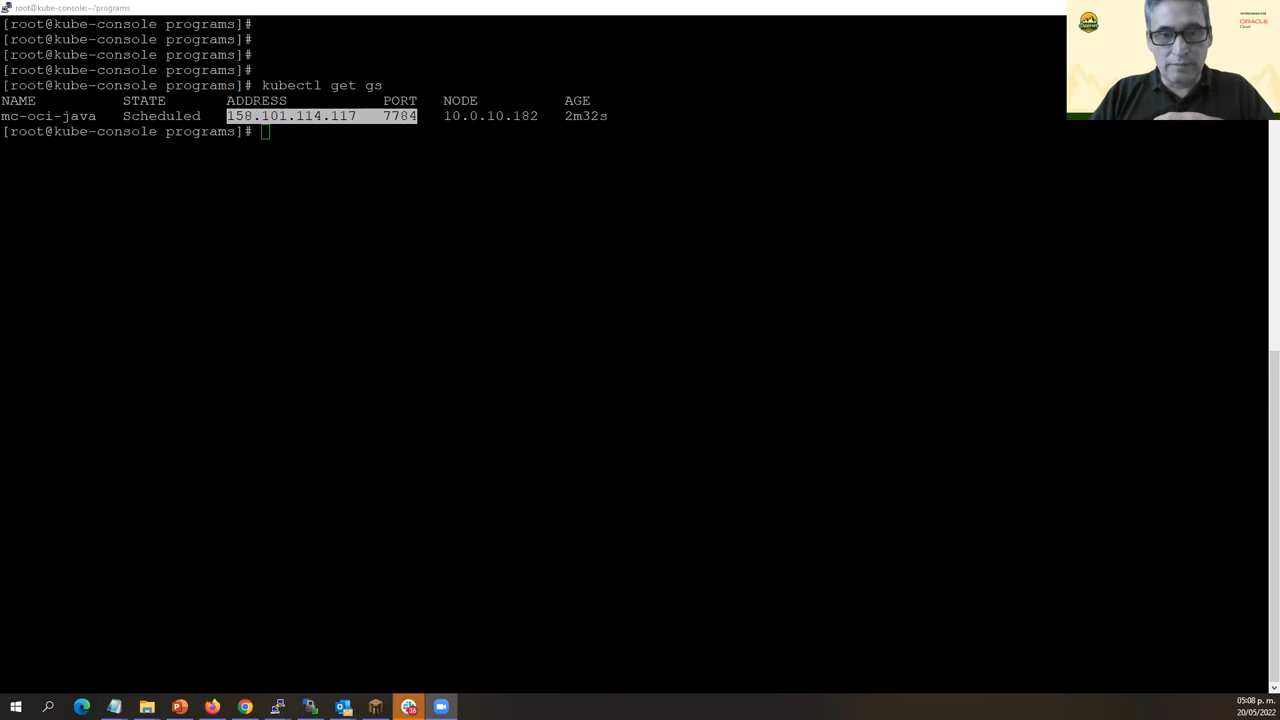 root@kube-console:~/programs
[root@kube-console programs]#
[root@kube-console programs]#
[root@kube-console programs]#
[root@kube-console programs]#
[root@kube-console programs]# kubectl get gs
NAME STATE ADDRESS PORT NODE AGE
mc-oci-java Scheduled 158.101.114.117 7784 10.0.10.182 2m32s
[root@kube-console programs]#
ORACLE
Cloud
05:08 p. m.
20/05/2022